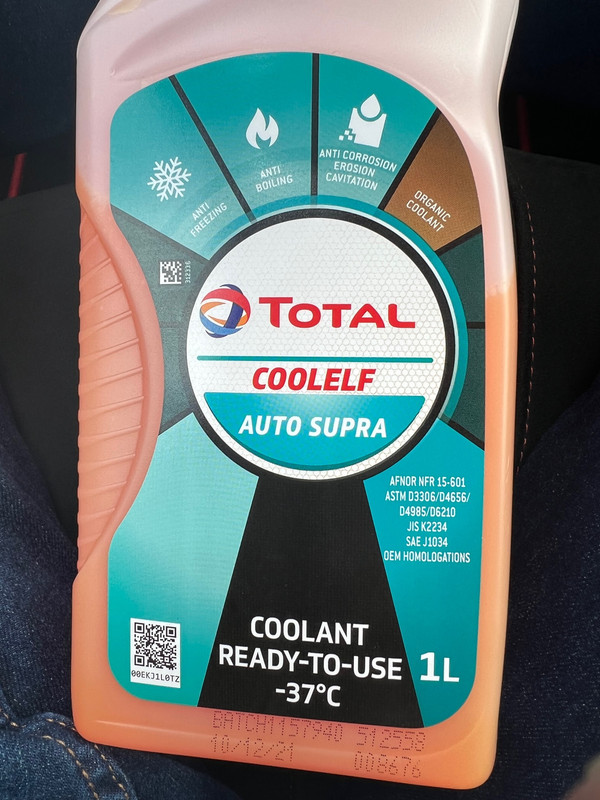 ANTI
FREEZING
ANTI
BOILING
ANTI CORROSION
EROSION
CAVITATION
ORGANIC
COOLANT
312336
TOTAL
COOLELF
AUTO SUPRA
AFNOR NFR 15-601
ASTM D3306/D4656/
D4985/D6210
JIS K2234
SAE J1034
OEM HOMOLOGATIONS
COOLANT
READY-TO-USE 1L
-37°C
00EKJ1L0TZ
BATCH1157940 512558
10/12/21 008676